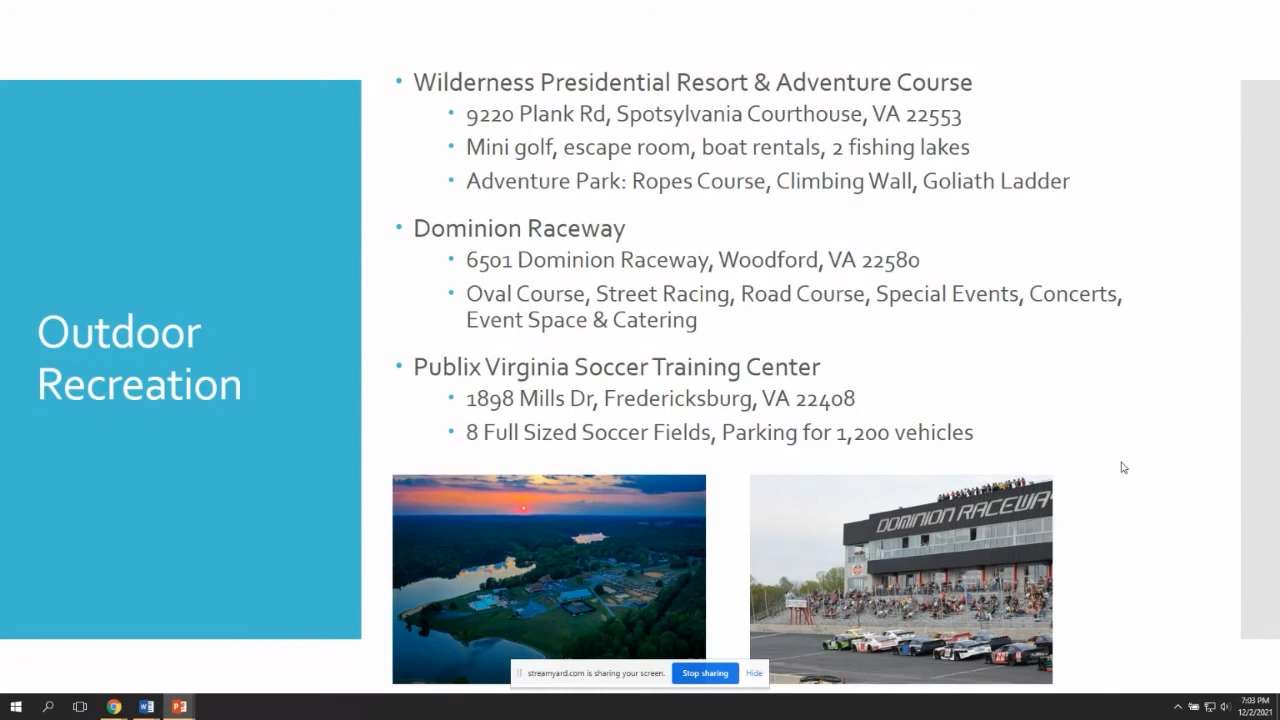 Outdoor
Recreation
Wilderness Presidential Resort & Adventure Course
9220 Plank Rd, Spotsylvania Courthouse, VA 22553
Mini golf, escape room, boat rentals, 2 fishing lakes
Adventure Park: Ropes Course, Climbing Wall, Goliath Ladder
Dominion Raceway
6501 Dominion Raceway, Woodford, VA 22580
Oval Course, Street Racing, Road Course, Special Events, Concerts,
Event Space & Catering
Publix Virginia Soccer Training Center
1898 Mills Dr, Fredericksburg, VA 22408
8 Full Sized Soccer Fields, Parking for 1,200 vehicles
DOMINION RACEWA
streamyard.com is sharing your screen. Stop sharing Hide
7:03 PM
12/2/2021